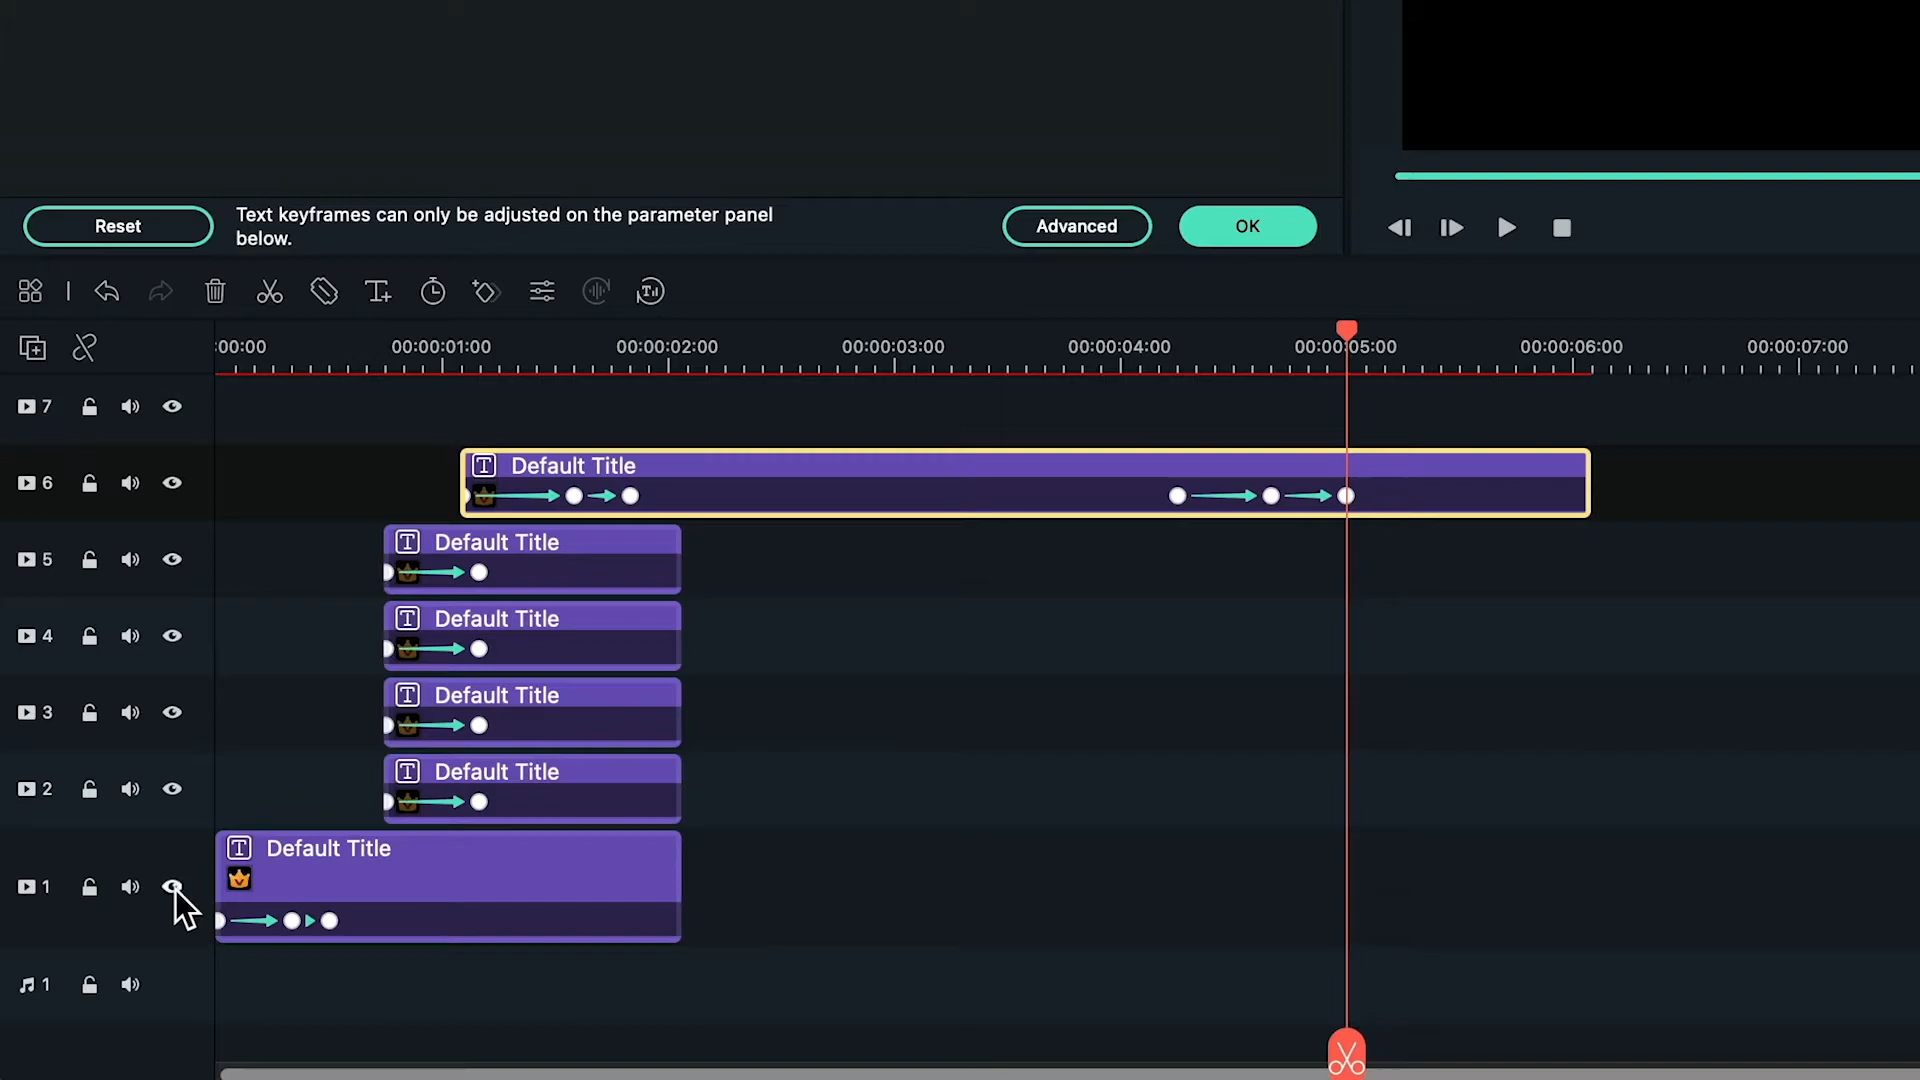 Reset
Text keyframes can only be adjusted on the parameter panel
below.
Advanced
OK
:00:00
00:00:01:00
00:00:02:00
00:00:03:00
00:00:04:00
00:00:05:00
00:00:06:00
00:00:07:00
7
6
T Default Title
5
T Default Title
4
T Default Title
3
T Default Title
2
T Default Title
1
T Default Title
1